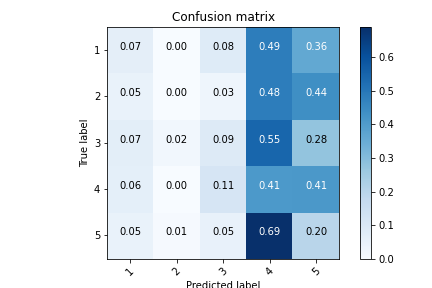 Confusion matrix
True label
1 0.07 0.00 0.08 0.49 0.36
2 0.05 0.00 0.03 0.48 0.44
3 0.07 0.02 0.09 0.55 0.28
4 0.06 0.00 0.11 0.41 0.41
5 0.05 0.01 0.05 0.69 0.20
1 2 3 4 5
Predicted label
0.6
0.5
0.4
0.3
0.2
0.1
0.0